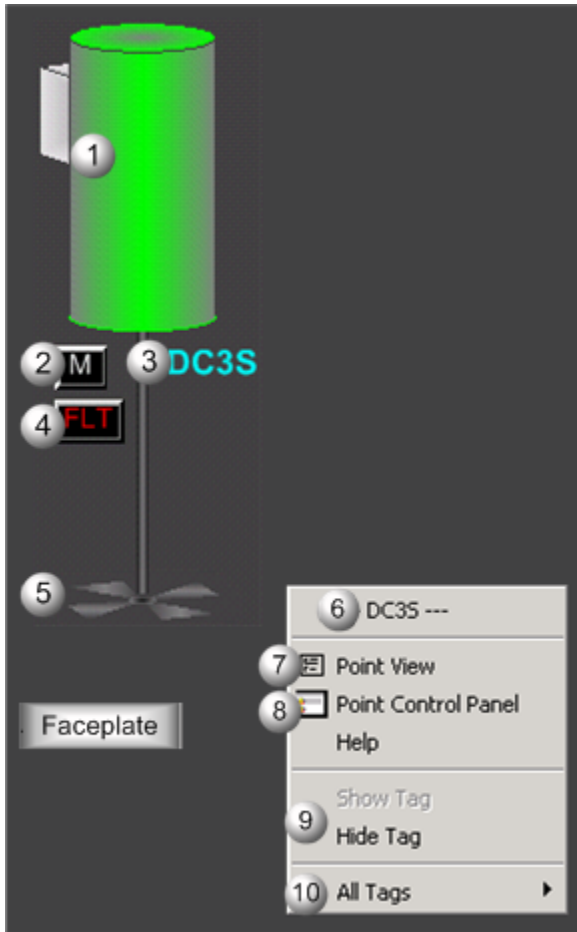 1
2 M 3 DC3S
4 FLT
5
6 DC3S ---
7 Point View
8 Point Control Panel
Help
Faceplate
Show Tag
9
Hide Tag
10 All Tags